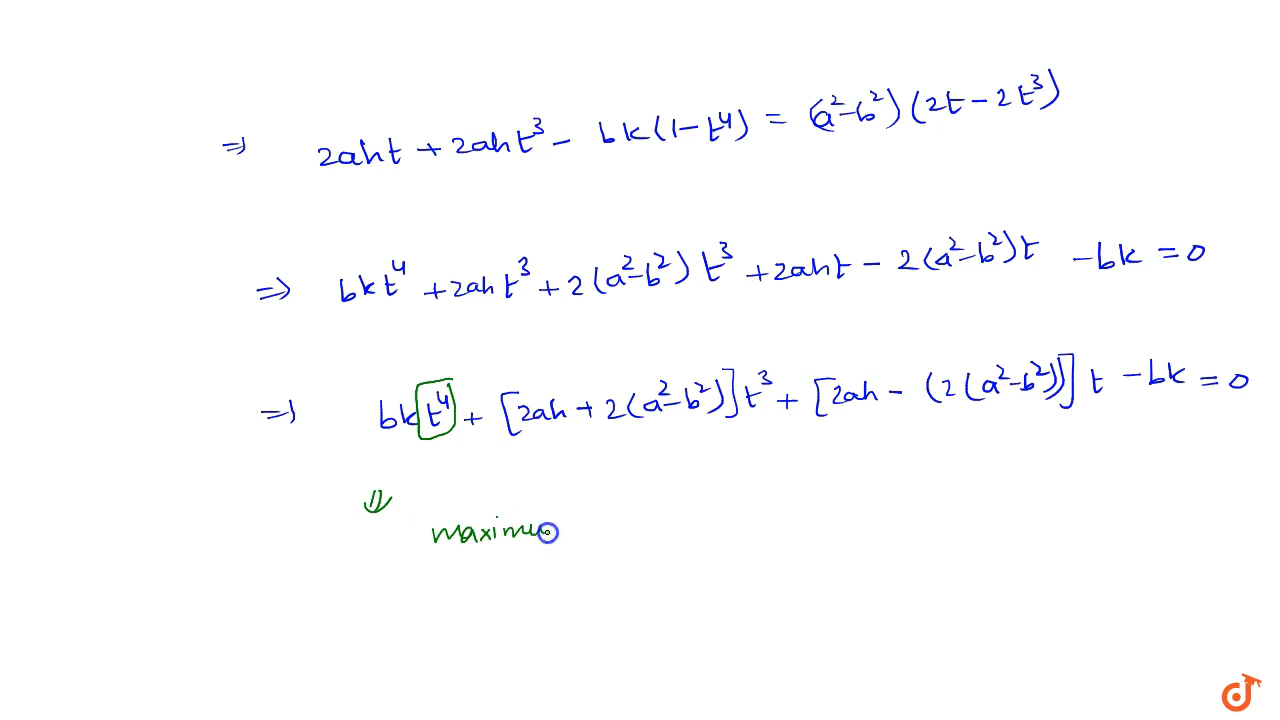 ⇒ 2aht + 2aht³ - bk(1-t⁴) = (a²-b²)(2t-2t³)
⇒ bkt⁴ + 2aht³ + 2(a²-b²)t³ + 2aht - 2(a²-b²)t - bk = 0
⇒ bkt⁴ + [2ah + 2(a²-b²)]t³ + [2ah - (2(a²-b²))]t - bk = 0
⇓
maximu